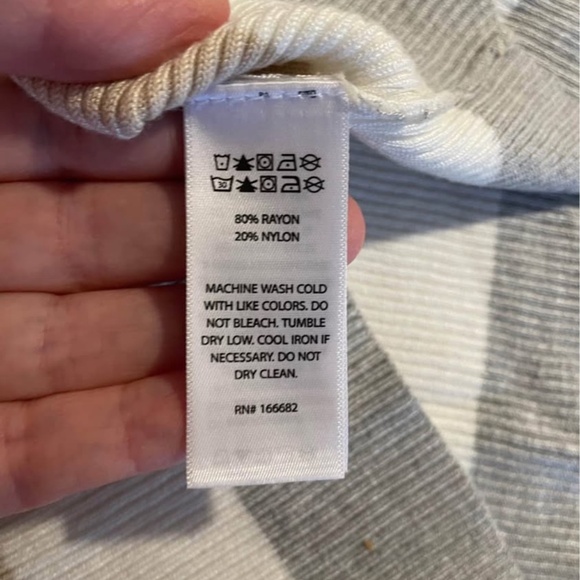 30
80% RAYON
20% NYLON
MACHINE WASH COLD
WITH LIKE COLORS. DO
NOT BLEACH. TUMBLE
DRY LOW. COOL IRON IF
NECESSARY. DO NOT
DRY CLEAN.
RN# 166682